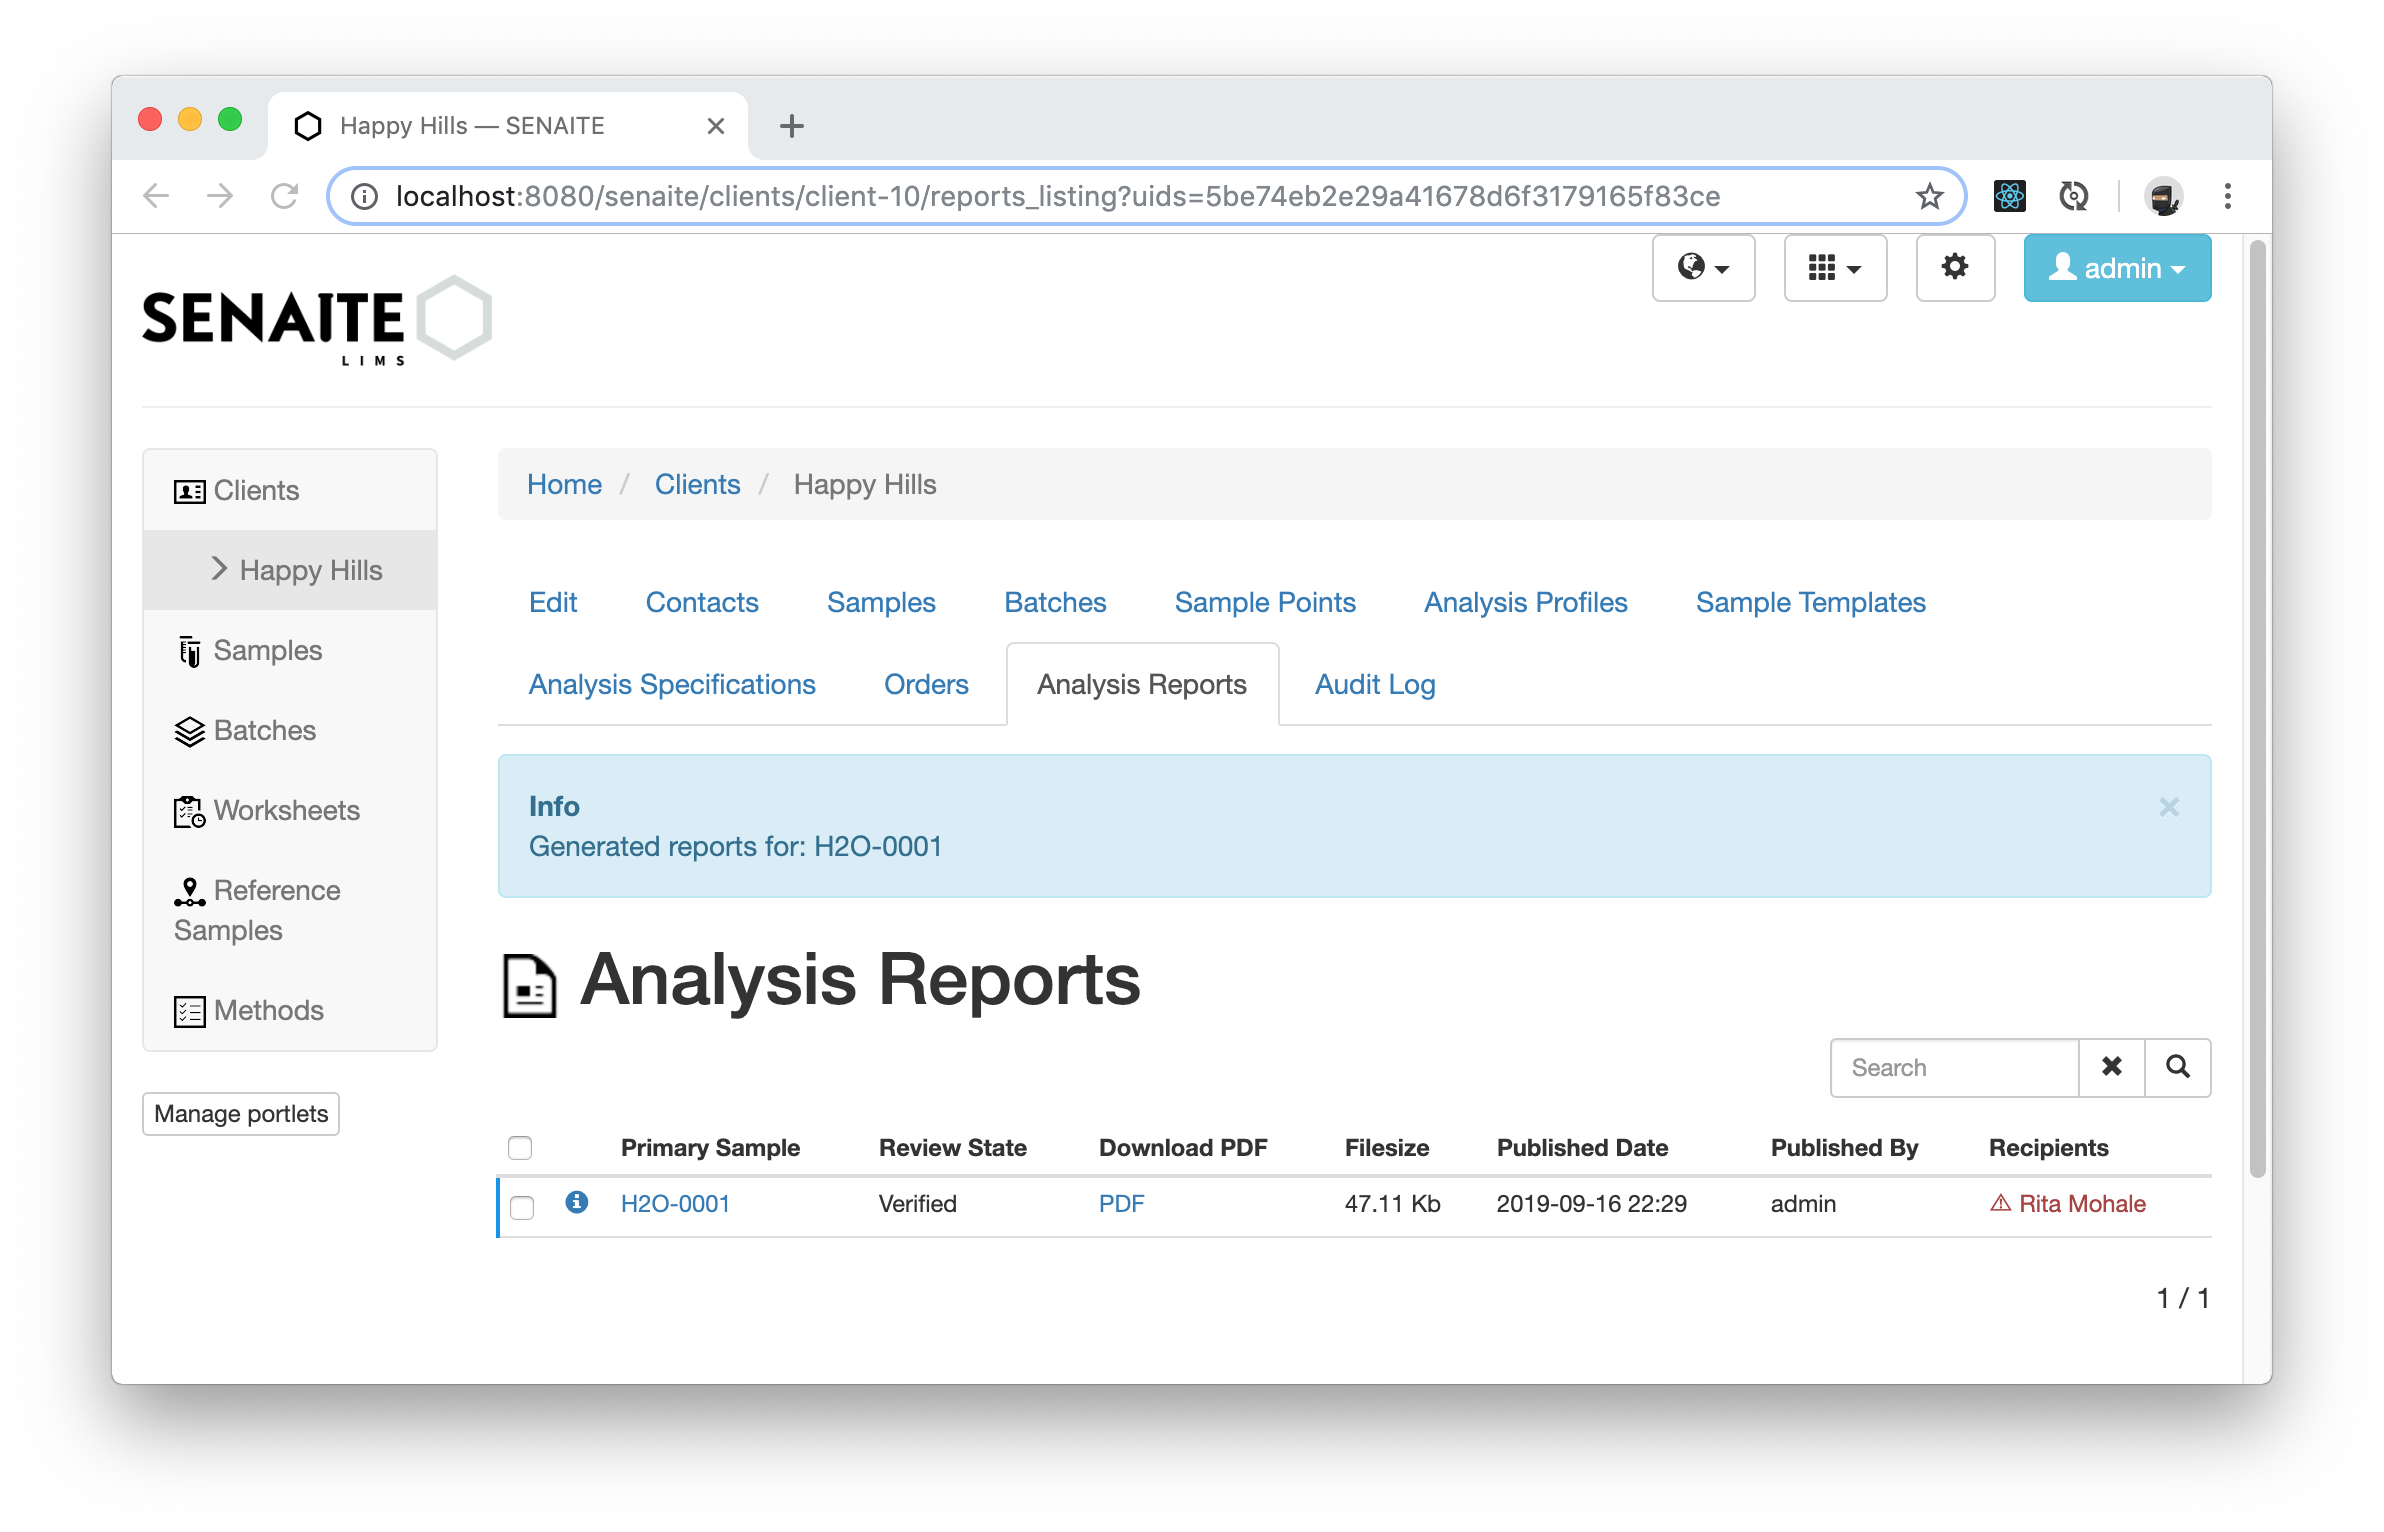 Happy Hills — SENAITE
localhost:8080/senaite/clients/client-10/reports_listing?uids=5be74eb2e29a41678d6f3179165f83ce
admin
SENAITE
LIMS
Clients
Happy Hills
Samples
Batches
Worksheets
Reference
Samples
Methods
Manage portlets
Home / Clients / Happy Hills
Edit Contacts Samples Batches Sample Points Analysis Profiles Sample Templates
Analysis Specifications Orders Analysis Reports Audit Log
Info
Generated reports for: H2O-0001
Analysis Reports
Search
Primary Sample Review State Download PDF Filesize Published Date Published By Recipients
H2O-0001 Verified PDF 47.11 Kb 2019-09-16 22:29 admin Rita Mohale
1 / 1